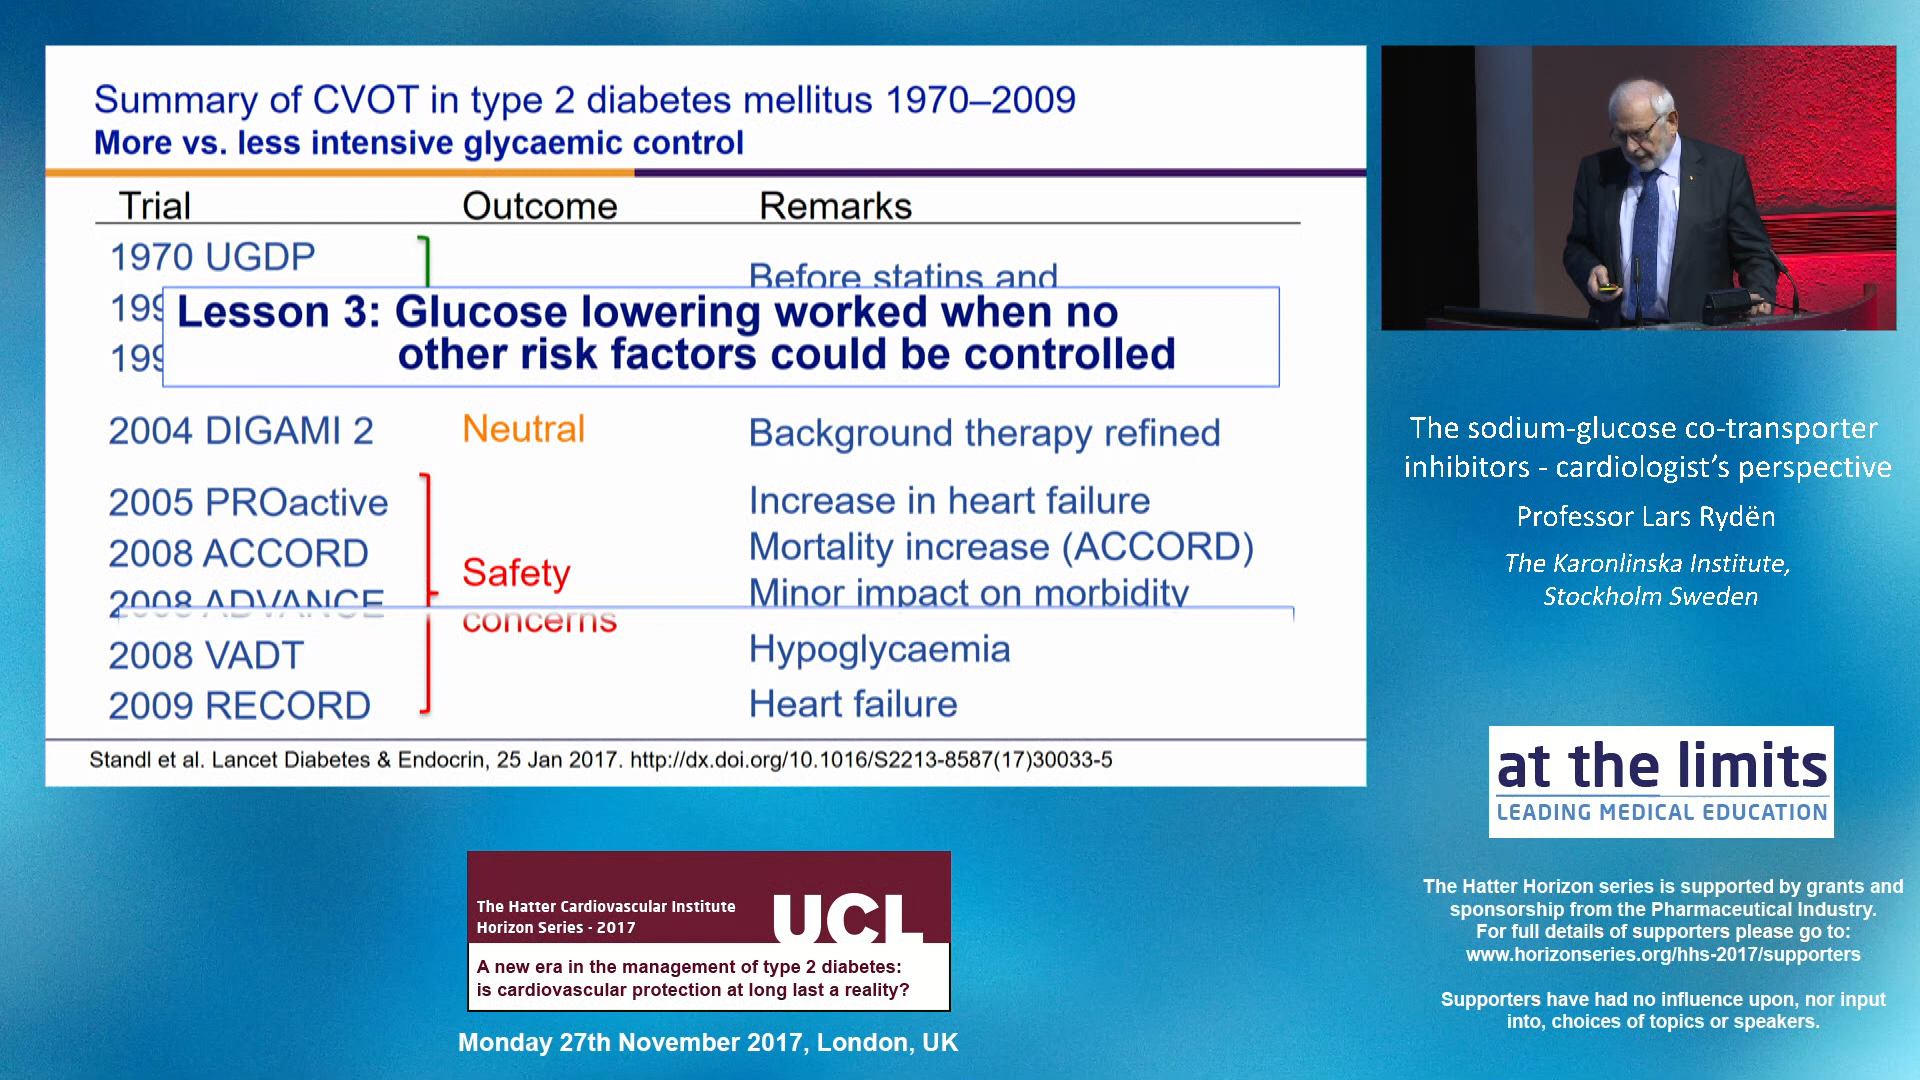 Summary of CVOT in type 2 diabetes mellitus 1970–2009
More vs. less intensive glycaemic control
Trial Outcome Remarks
1970 UGDP
Before statins and
199
Lesson 3: Glucose lowering worked when no
other risk factors could be controlled
199
2004 DIGAMI 2 Neutral Background therapy refined
2005 PROactive Increase in heart failure
2008 ACCORD Safety Mortality increase (ACCORD)
2008 ADVANCE concerns Minor impact on morbidity
2008 VADT Hypoglycaemia
2009 RECORD Heart failure
Standl et al. Lancet Diabetes & Endocrin, 25 Jan 2017. http://dx.doi.org/10.1016/S2213-8587(17)30033-5
The sodium-glucose co-transporter
inhibitors - cardiologist's perspective
Professor Lars Rydën
The Karonlinska Institute,
Stockholm Sweden
at the limits
LEADING MEDICAL EDUCATION
The Hatter Horizon series is supported by grants and
sponsorship from the Pharmaceutical Industry.
For full details of supporters please go to:
www.horizonseries.org/hhs-2017/supporters
Supporters have had no influence upon, nor input
into, choices of topics or speakers.
The Hatter Cardiovascular Institute
Horizon Series - 2017
UCL
A new era in the management of type 2 diabetes:
is cardiovascular protection at long last a reality?
Monday 27th November 2017, London, UK